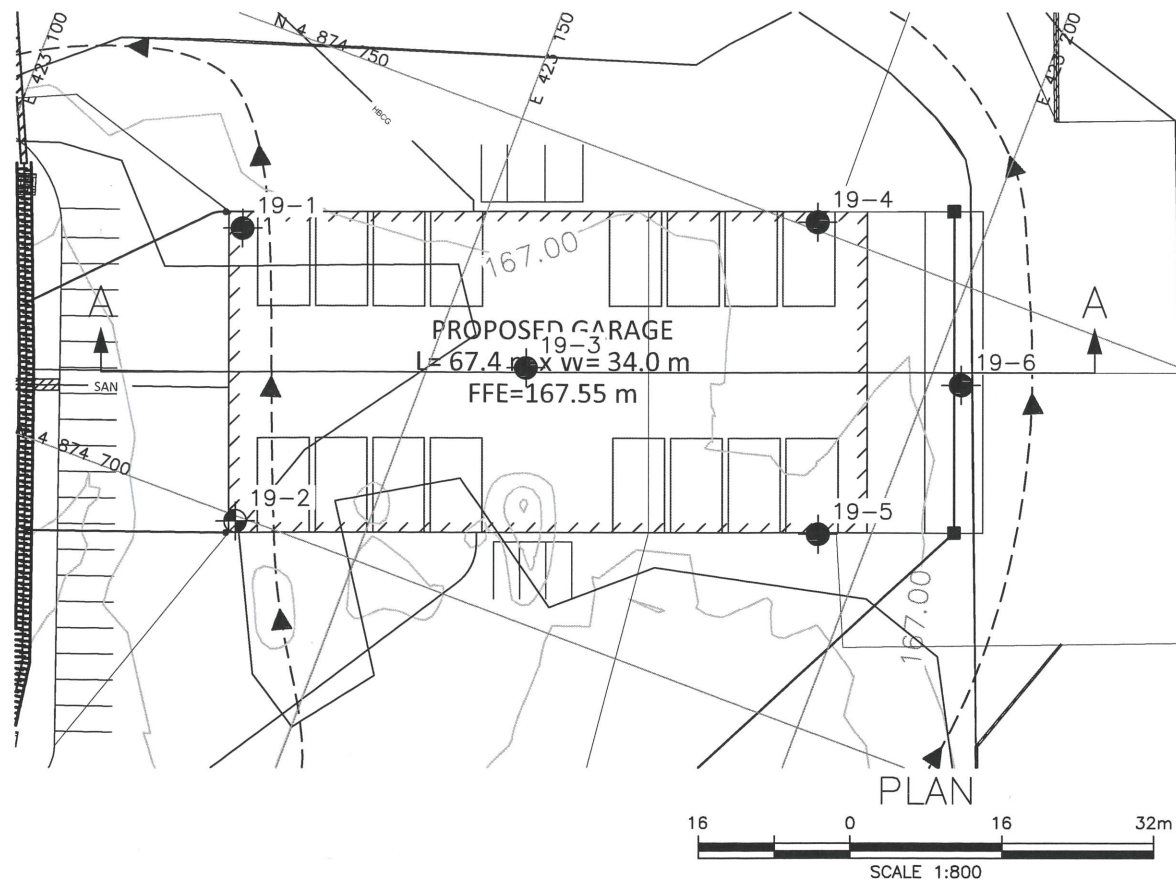 E 423 100
N 4 874 750
E 423 150
E 423 200
HBCG
19-1
19-4
167.00
A
A
PROPOSED GARAGE
19-3
L= 67.4 m x w= 34.0 m
19-6
FFE=167.55 m
SAN
4 874 700
19-2
19-5
167.00
PLAN
16 0 16 32m
SCALE 1:800